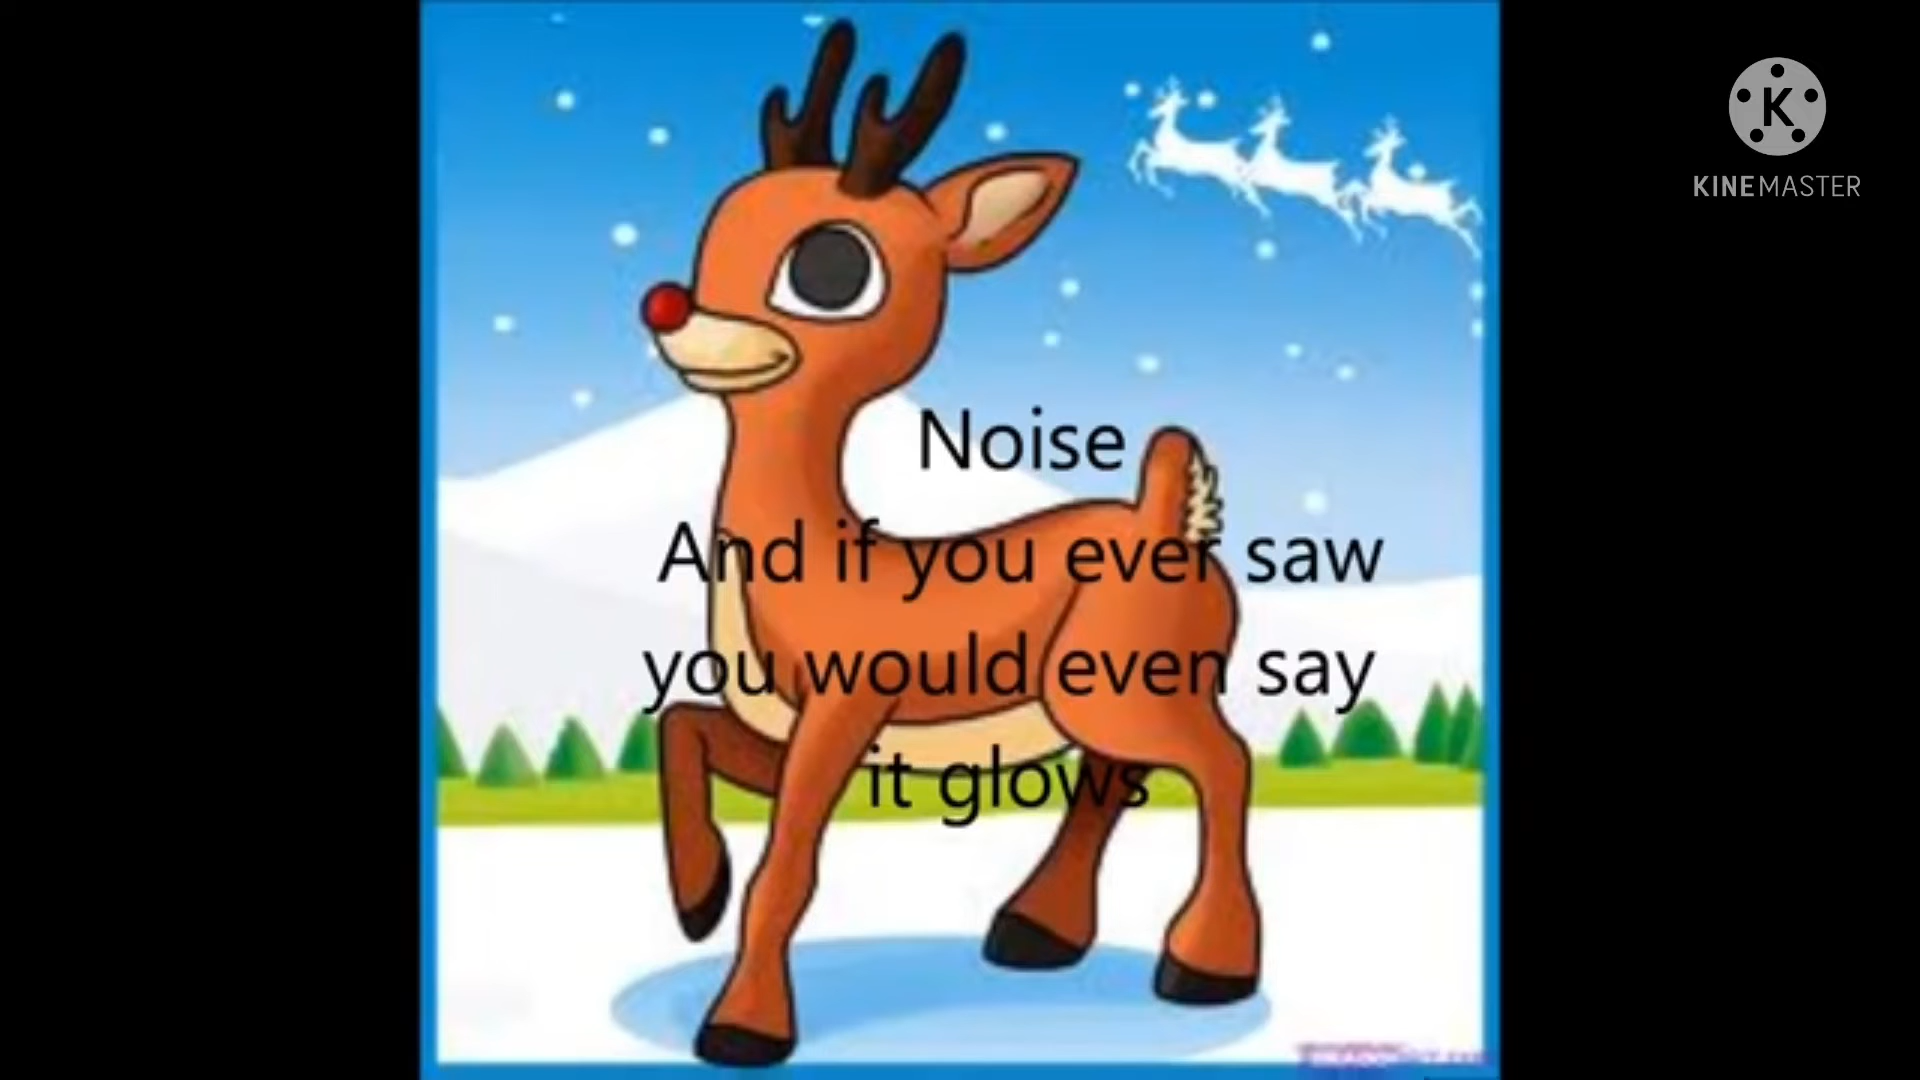 Noise
And if you ever saw
you would even say
it glows
K
KINEMASTER